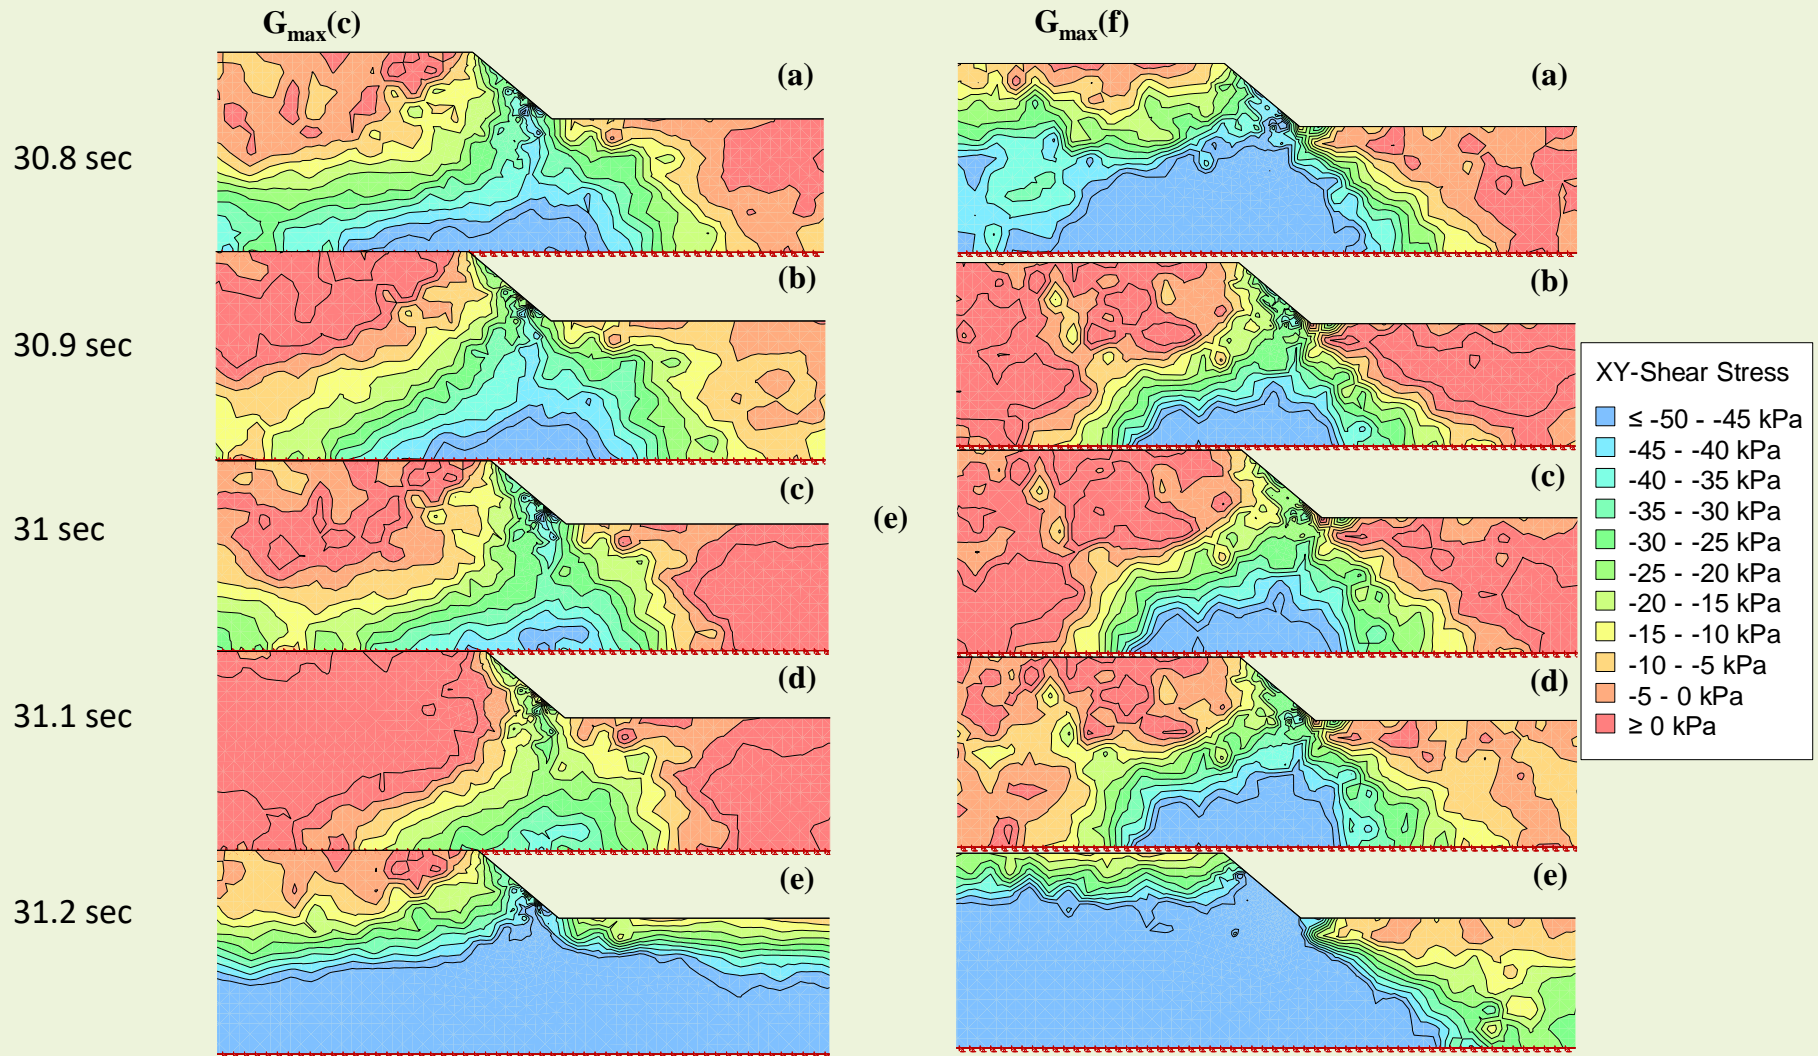 G_max(c)
G_max(f)
30.8 sec
(a)
(a)
30.9 sec
(b)
(b)
31 sec
(c)
(e)
(c)
31.1 sec
(d)
(d)
31.2 sec
(e)
(e)
XY-Shear Stress
≤ -50 - -45 kPa
-45 - -40 kPa
-40 - -35 kPa
-35 - -30 kPa
-30 - -25 kPa
-25 - -20 kPa
-20 - -15 kPa
-15 - -10 kPa
-10 - -5 kPa
-5 - 0 kPa
≥ 0 kPa